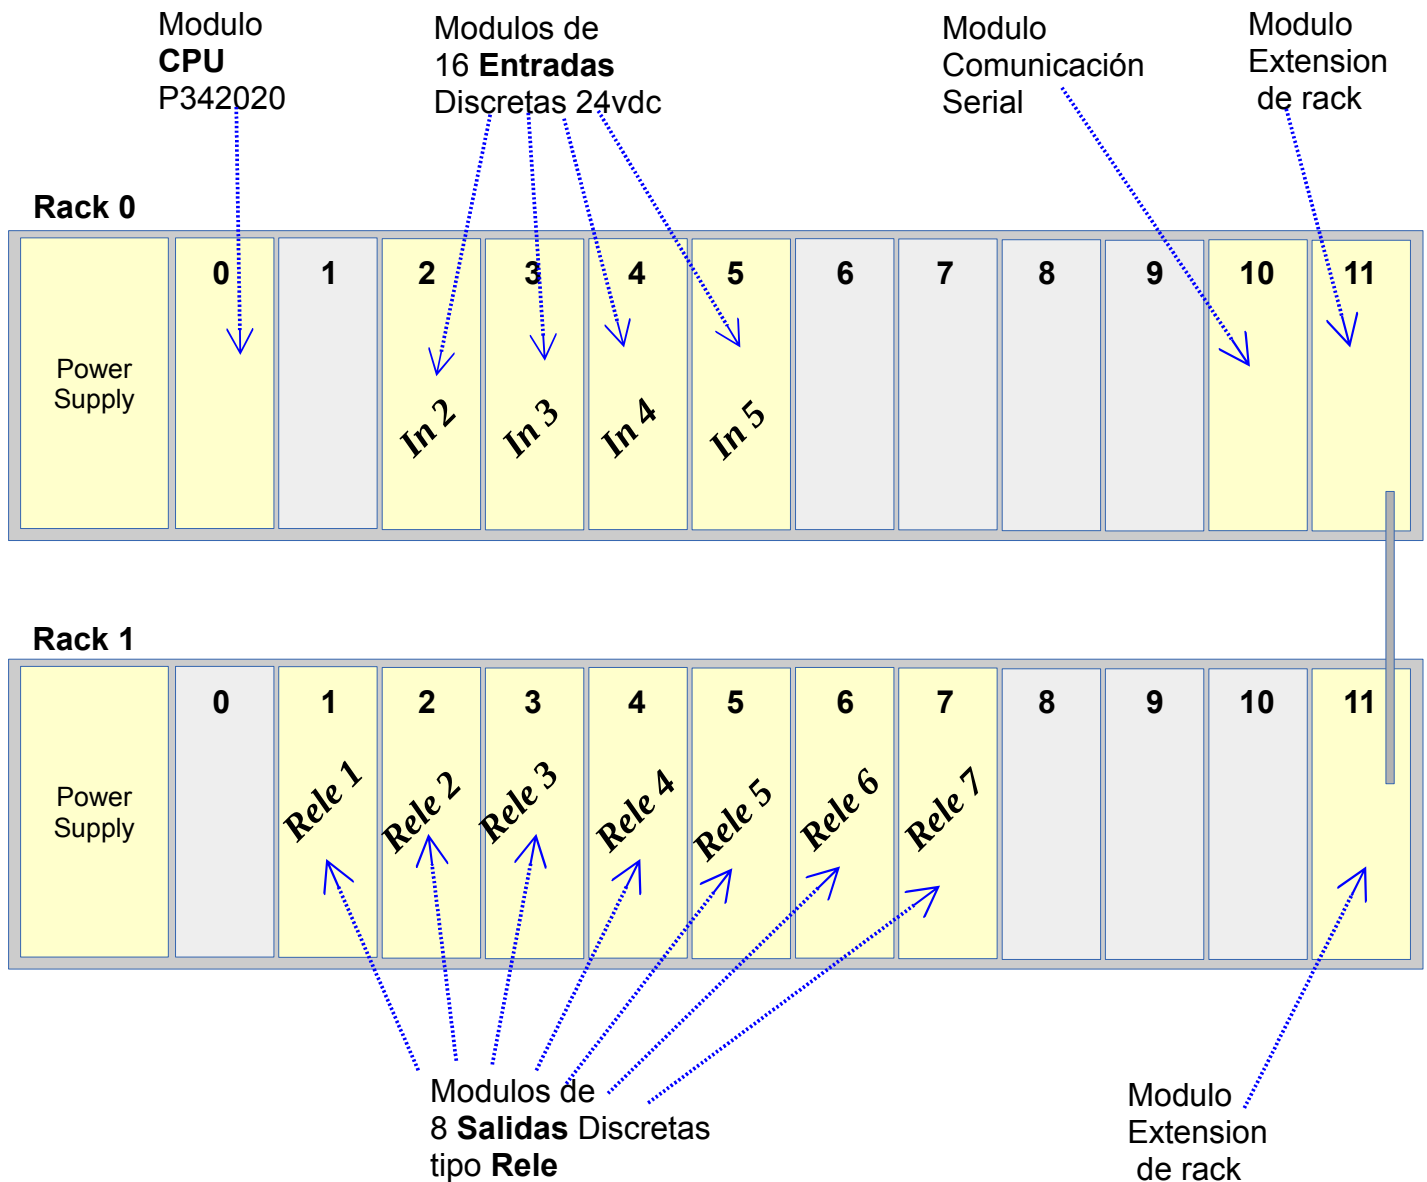 Modulo
CPU
P342020
Modulos de
16 Entradas
Discretas 24vdc
Modulo
Comunicación
Serial
Modulo
Extension
de rack
Rack 0
Power
Supply
0
1
2
3
4
5
6
7
8
9
10
11
In 2
In 3
In 4
In 5
Rack 1
Power
Supply
0
1
2
3
4
5
6
7
8
9
10
11
Rele 1
Rele 2
Rele 3
Rele 4
Rele 5
Rele 6
Rele 7
Modulos de
8 Salidas Discretas
tipo Rele
Modulo
Extension
de rack